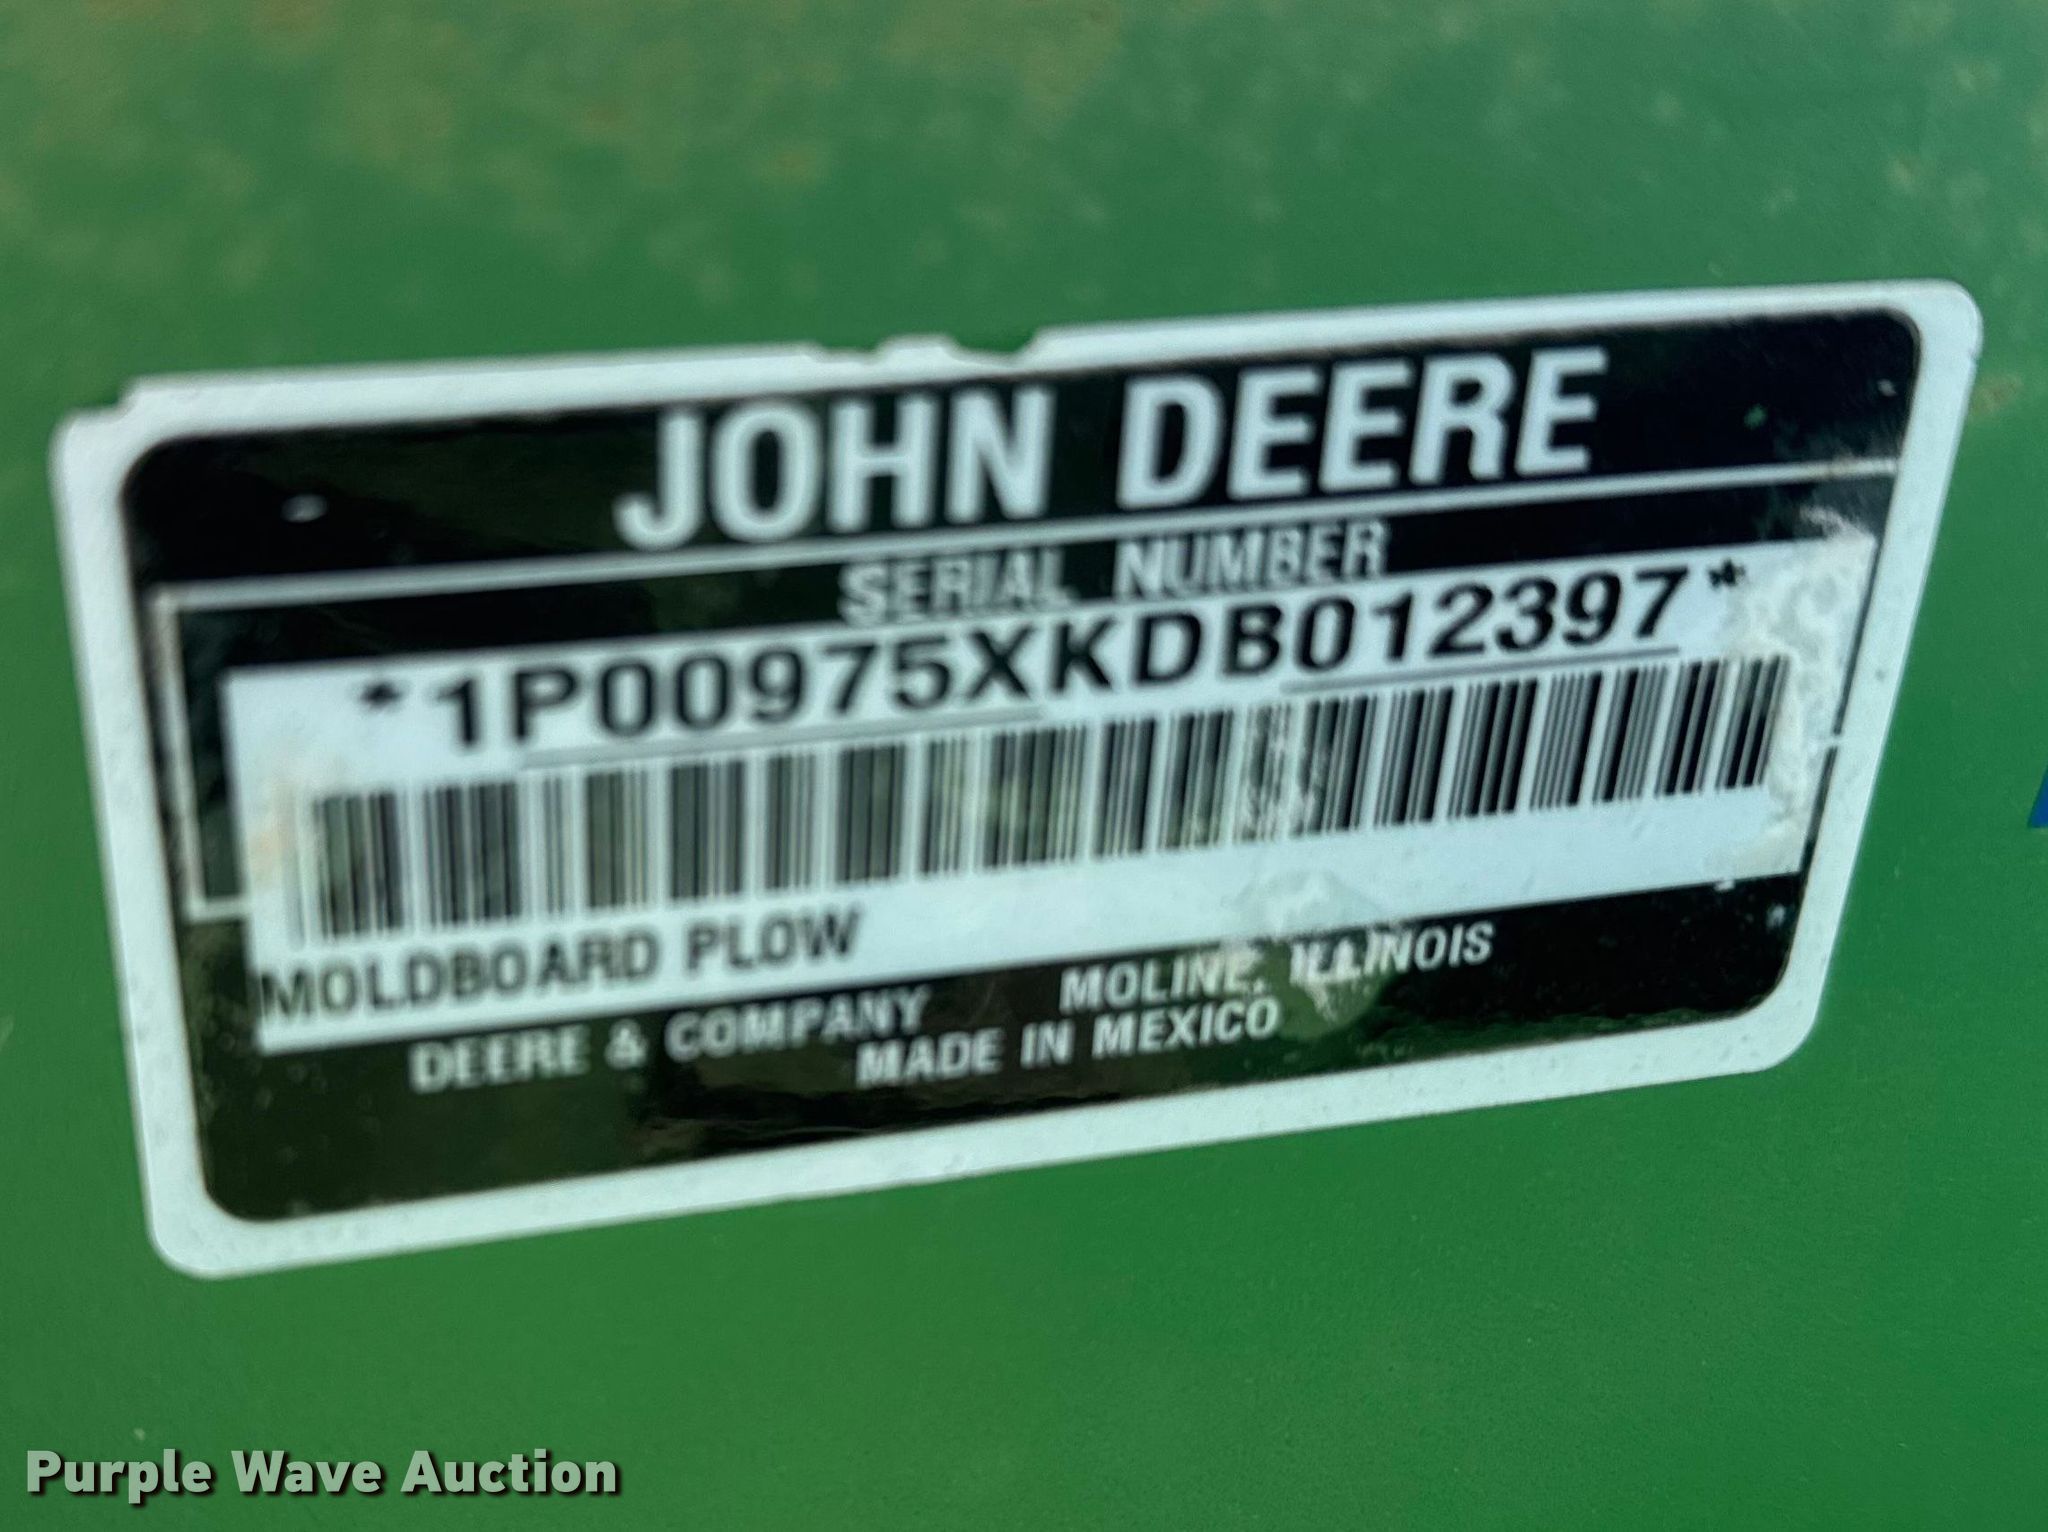 JOHN DEERE
SERIAL NUMBER
*1P00975XKDB012397*
MOLDBOARD PLOW
DEERE & COMPANY MOLINE, ILLINOIS
MADE IN MEXICO
Purple Wave Auction